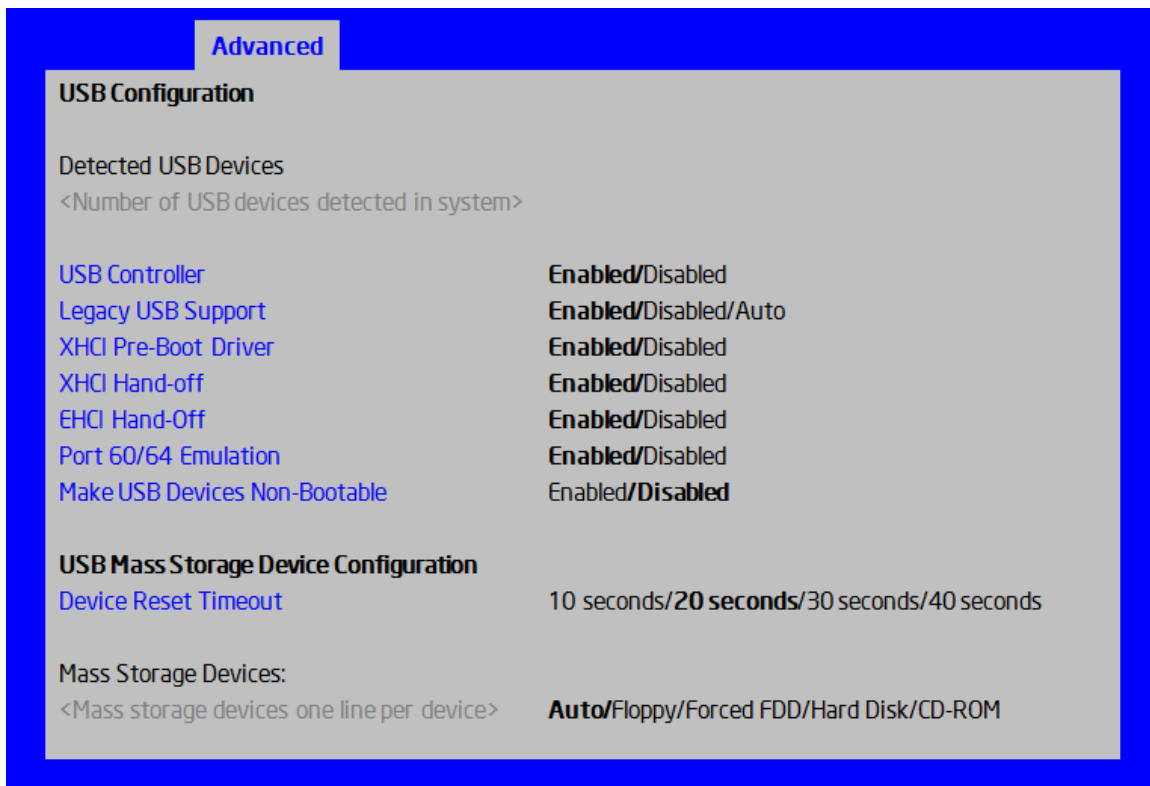 Advanced
USB Configuration
Detected USB Devices
<Number of USB devices detected in system>
USB Controller Enabled/Disabled
Legacy USB Support Enabled/Disabled/Auto
XHCI Pre-Boot Driver Enabled/Disabled
XHCI Hand-off Enabled/Disabled
EHCI Hand-Off Enabled/Disabled
Port 60/64 Emulation Enabled/Disabled
Make USB Devices Non-Bootable Enabled/Disabled
USB Mass Storage Device Configuration
Device Reset Timeout 10 seconds/20 seconds/30 seconds/40 seconds
Mass Storage Devices:
<Mass storage devices one line per device> Auto/Floppy/Forced FDD/Hard Disk/CD-ROM